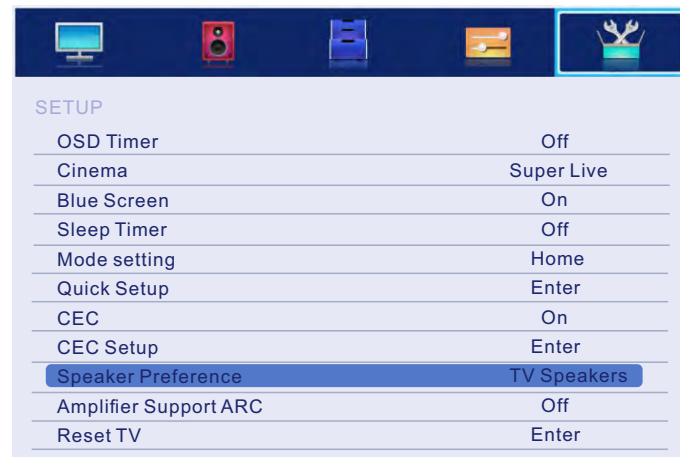 SETUP
OSD Timer Off
Cinema Super Live
Blue Screen On
Sleep Timer Off
Mode setting Home
Quick Setup Enter
CEC On
CEC Setup Enter
Speaker Preference TV Speakers
Amplifier Support ARC Off
Reset TV Enter